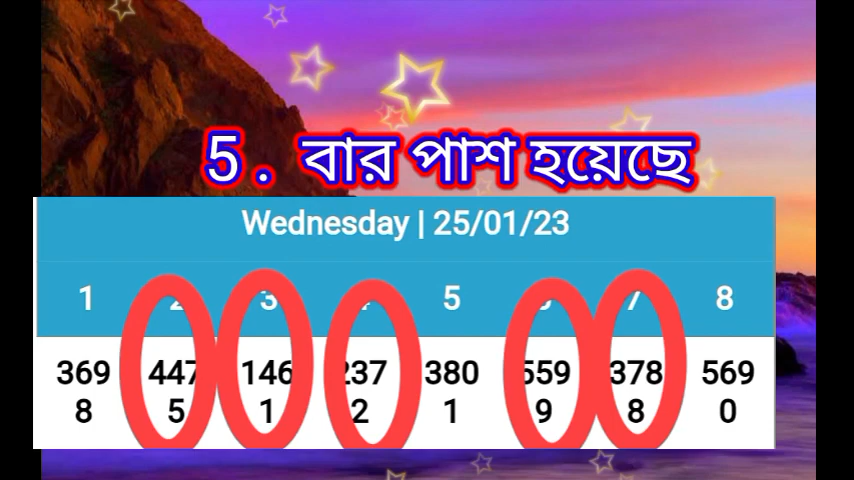 5 . বার পাশ হয়েছে
Wednesday | 25/01/23
1 2 3 5 7 8
369 447 146 237 380 559 378 569
8 5 1 2 1 9 8 0